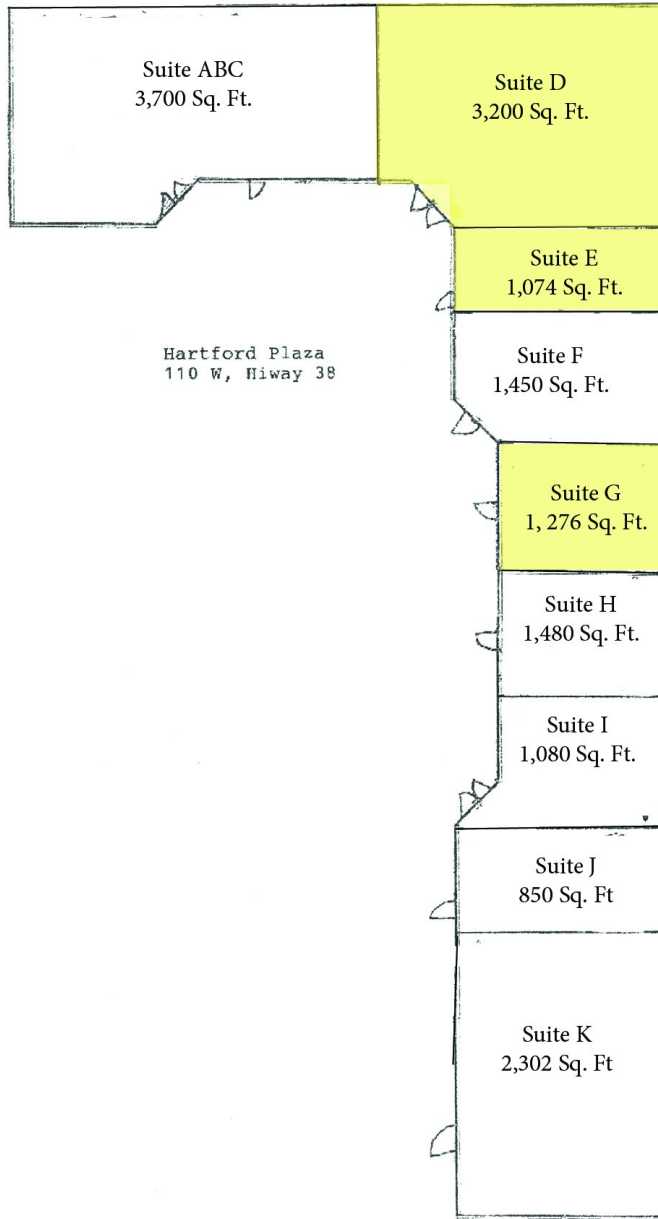 Suite ABC
3,700 Sq. Ft.
Suite D
3,200 Sq. Ft.
Suite E
1,074 Sq. Ft.
Suite F
1,450 Sq. Ft.
Hartford Plaza
110 W, Hiway 38
Suite G
1, 276 Sq. Ft.
Suite H
1,480 Sq. Ft.
Suite I
1,080 Sq. Ft.
Suite J
850 Sq. Ft
Suite K
2,302 Sq. Ft